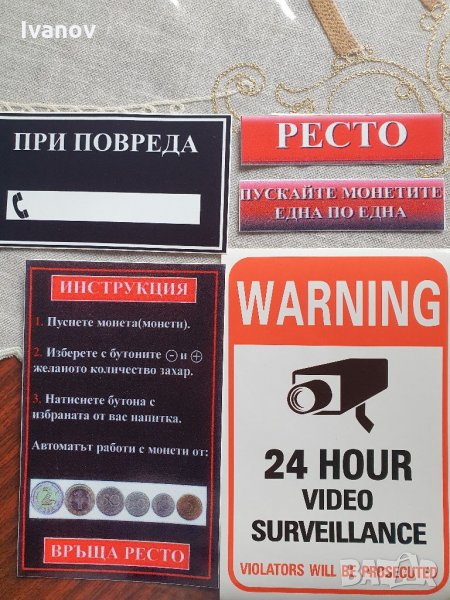 Ivanov
ПРИ ПОВРЕДА
РЕСТО
ПУСКАЙТЕ МОНЕТИТЕ
ЕДНА ПО ЕДНА
ИНСТРУКЦИЯ
1. Пуснете монета(монети).
2. Изберете с бутоните - и +
желаното количество захар.
3. Натиснете бутона с
избраната от вас напитка.
Автоматът работи с монети от:
ВРЪЩА РЕСТО
WARNING
24 HOUR
VIDEO
SURVEILLANCE
VIOLATORS WILL BE PROSECUTED
BAZAR